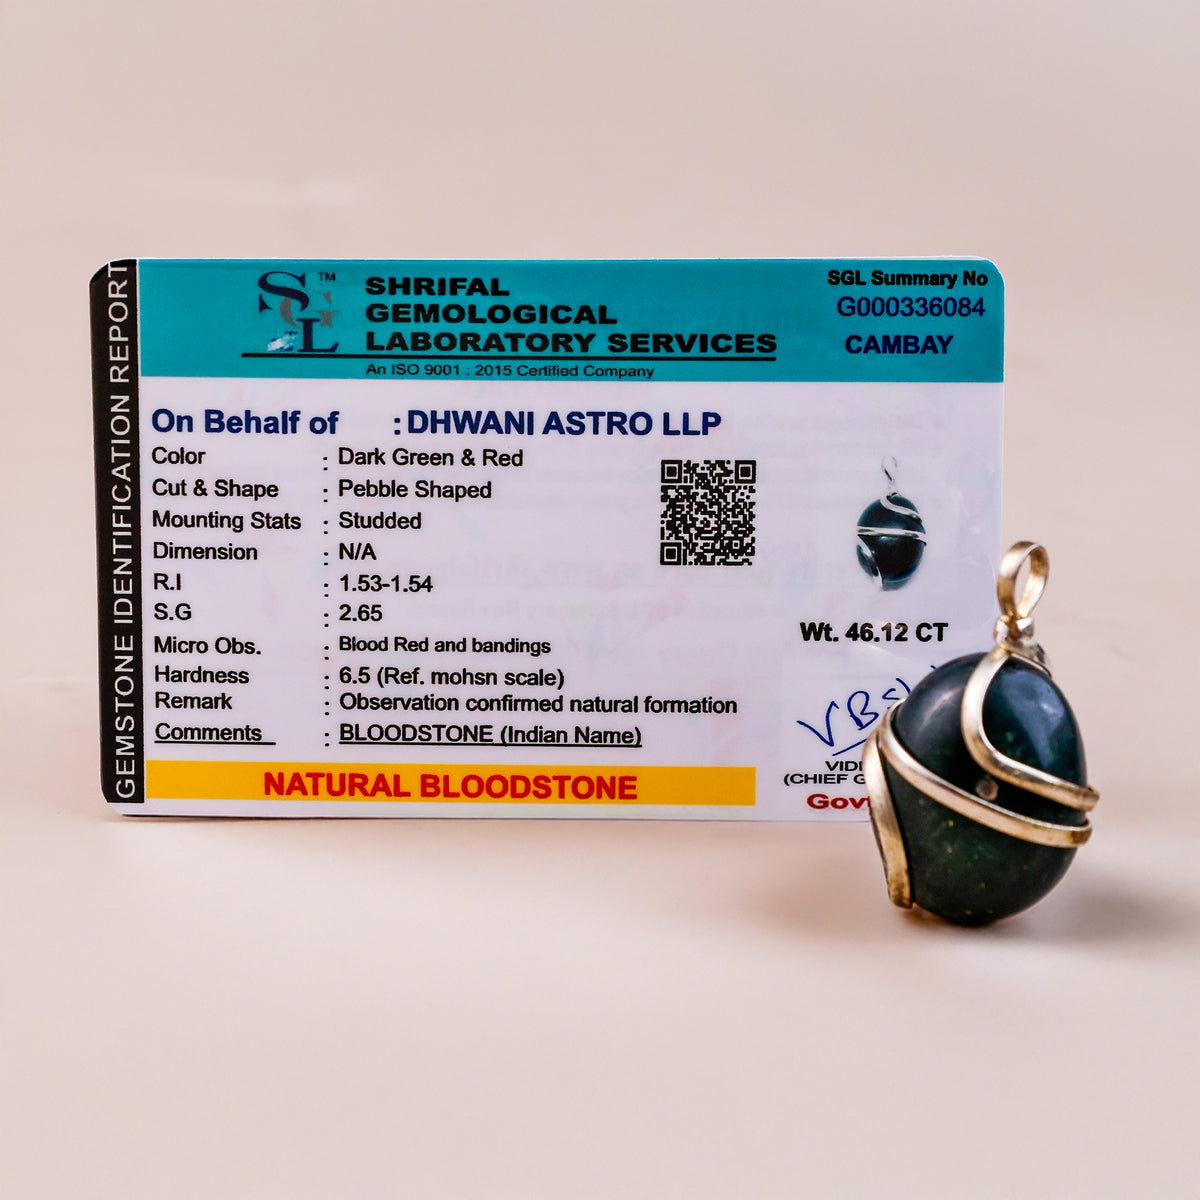 GEMSTONE IDENTIFICATION REPORT
SGL
TM
SHRIFAL
GEMOLOGICAL
LABORATORY SERVICES
An ISO 9001 : 2015 Certified Company
SGL Summary No
G000336084
CAMBAY
On Behalf of : DHWANI ASTRO LLP
Color : Dark Green & Red
Cut & Shape : Pebble Shaped
Mounting Stats : Studded
Dimension : N/A
R.I : 1.53-1.54
S.G : 2.65
Micro Obs. : Blood Red and bandings
Hardness : 6.5 (Ref. mohsn scale)
Remark : Observation confirmed natural formation
Comments : BLOODSTONE (Indian Name)
NATURAL BLOODSTONE
Wt. 46.12 CT
(CHIEF